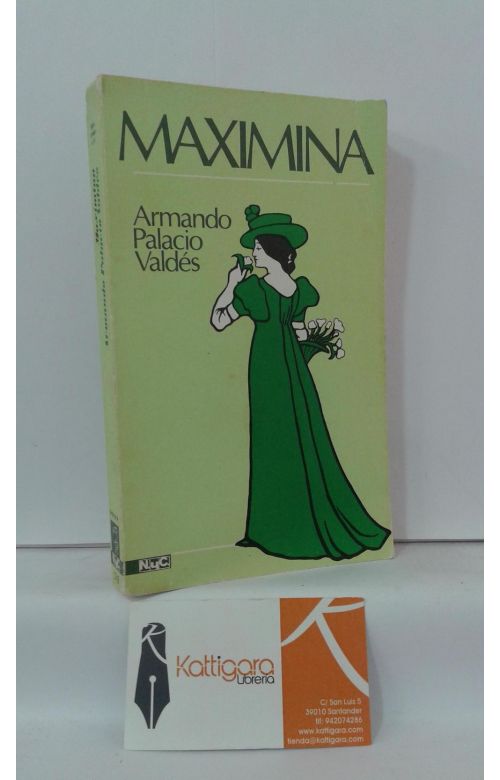 MAXIMINA
Armando
Palacio
Valdés
NyC
Kattigara
Librería
C/ San Luis 5
39010 Santander
tlf: 942074286
www.kattigara.com
tienda@kattigara.com